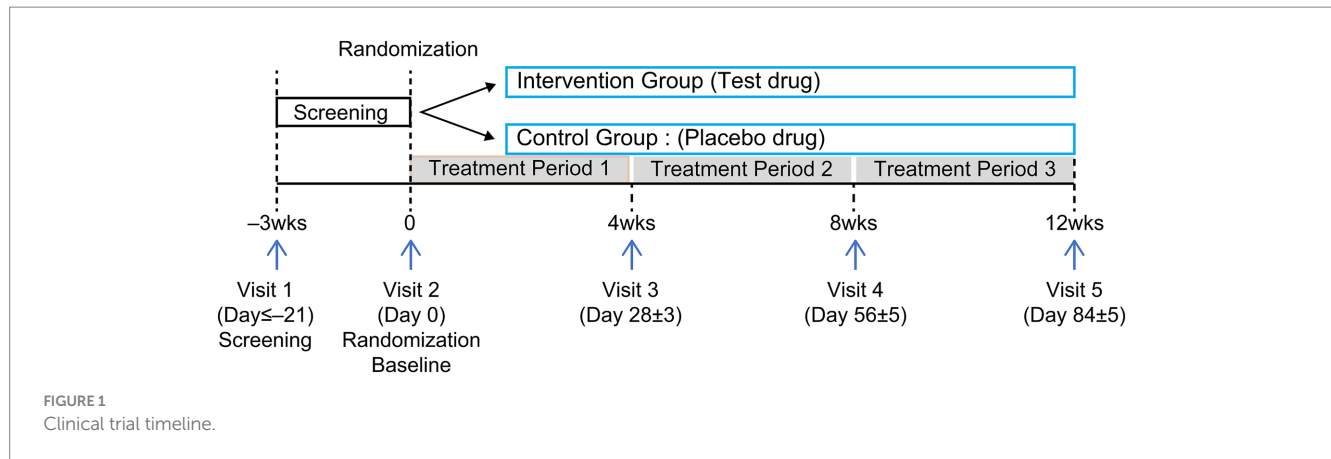 Randomization
Intervention Group (Test drug)
Screening
Control Group : (Placebo drug)
Treatment Period 1
Treatment Period 2
Treatment Period 3
–3wks
0
4wks
8wks
12wks
Visit 1
(Day≤–21)
Screening
Visit 2
(Day 0)
Randomization
Baseline
Visit 3
(Day 28±3)
Visit 4
(Day 56±5)
Visit 5
(Day 84±5)
FIGURE 1
Clinical trial timeline.